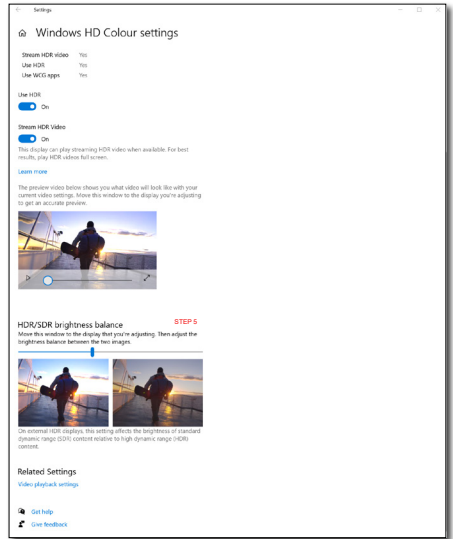 Settings
Windows HD Colour settings
Stream HDR video Yes
Use HDR Yes
Use WCG apps Yes
Use HDR
On
Stream HDR Video
On
This display can play streaming HDR video when available. For best
results, play HDR videos full screen.
Learn more
The preview video below shows you what video will look like with your
current video settings. Move this window to the display you're adjusting
to get an accurate preview.
HDR/SDR brightness balance STEP 5
Move this window to the display that you're adjusting. Then adjust the
brightness balance between the two images.
On external HDR displays, this setting affects the brightness of standard
dynamic range (SDR) content relative to high dynamic range (HDR)
content.
Related Settings
Video playback settings
Get help
Give feedback